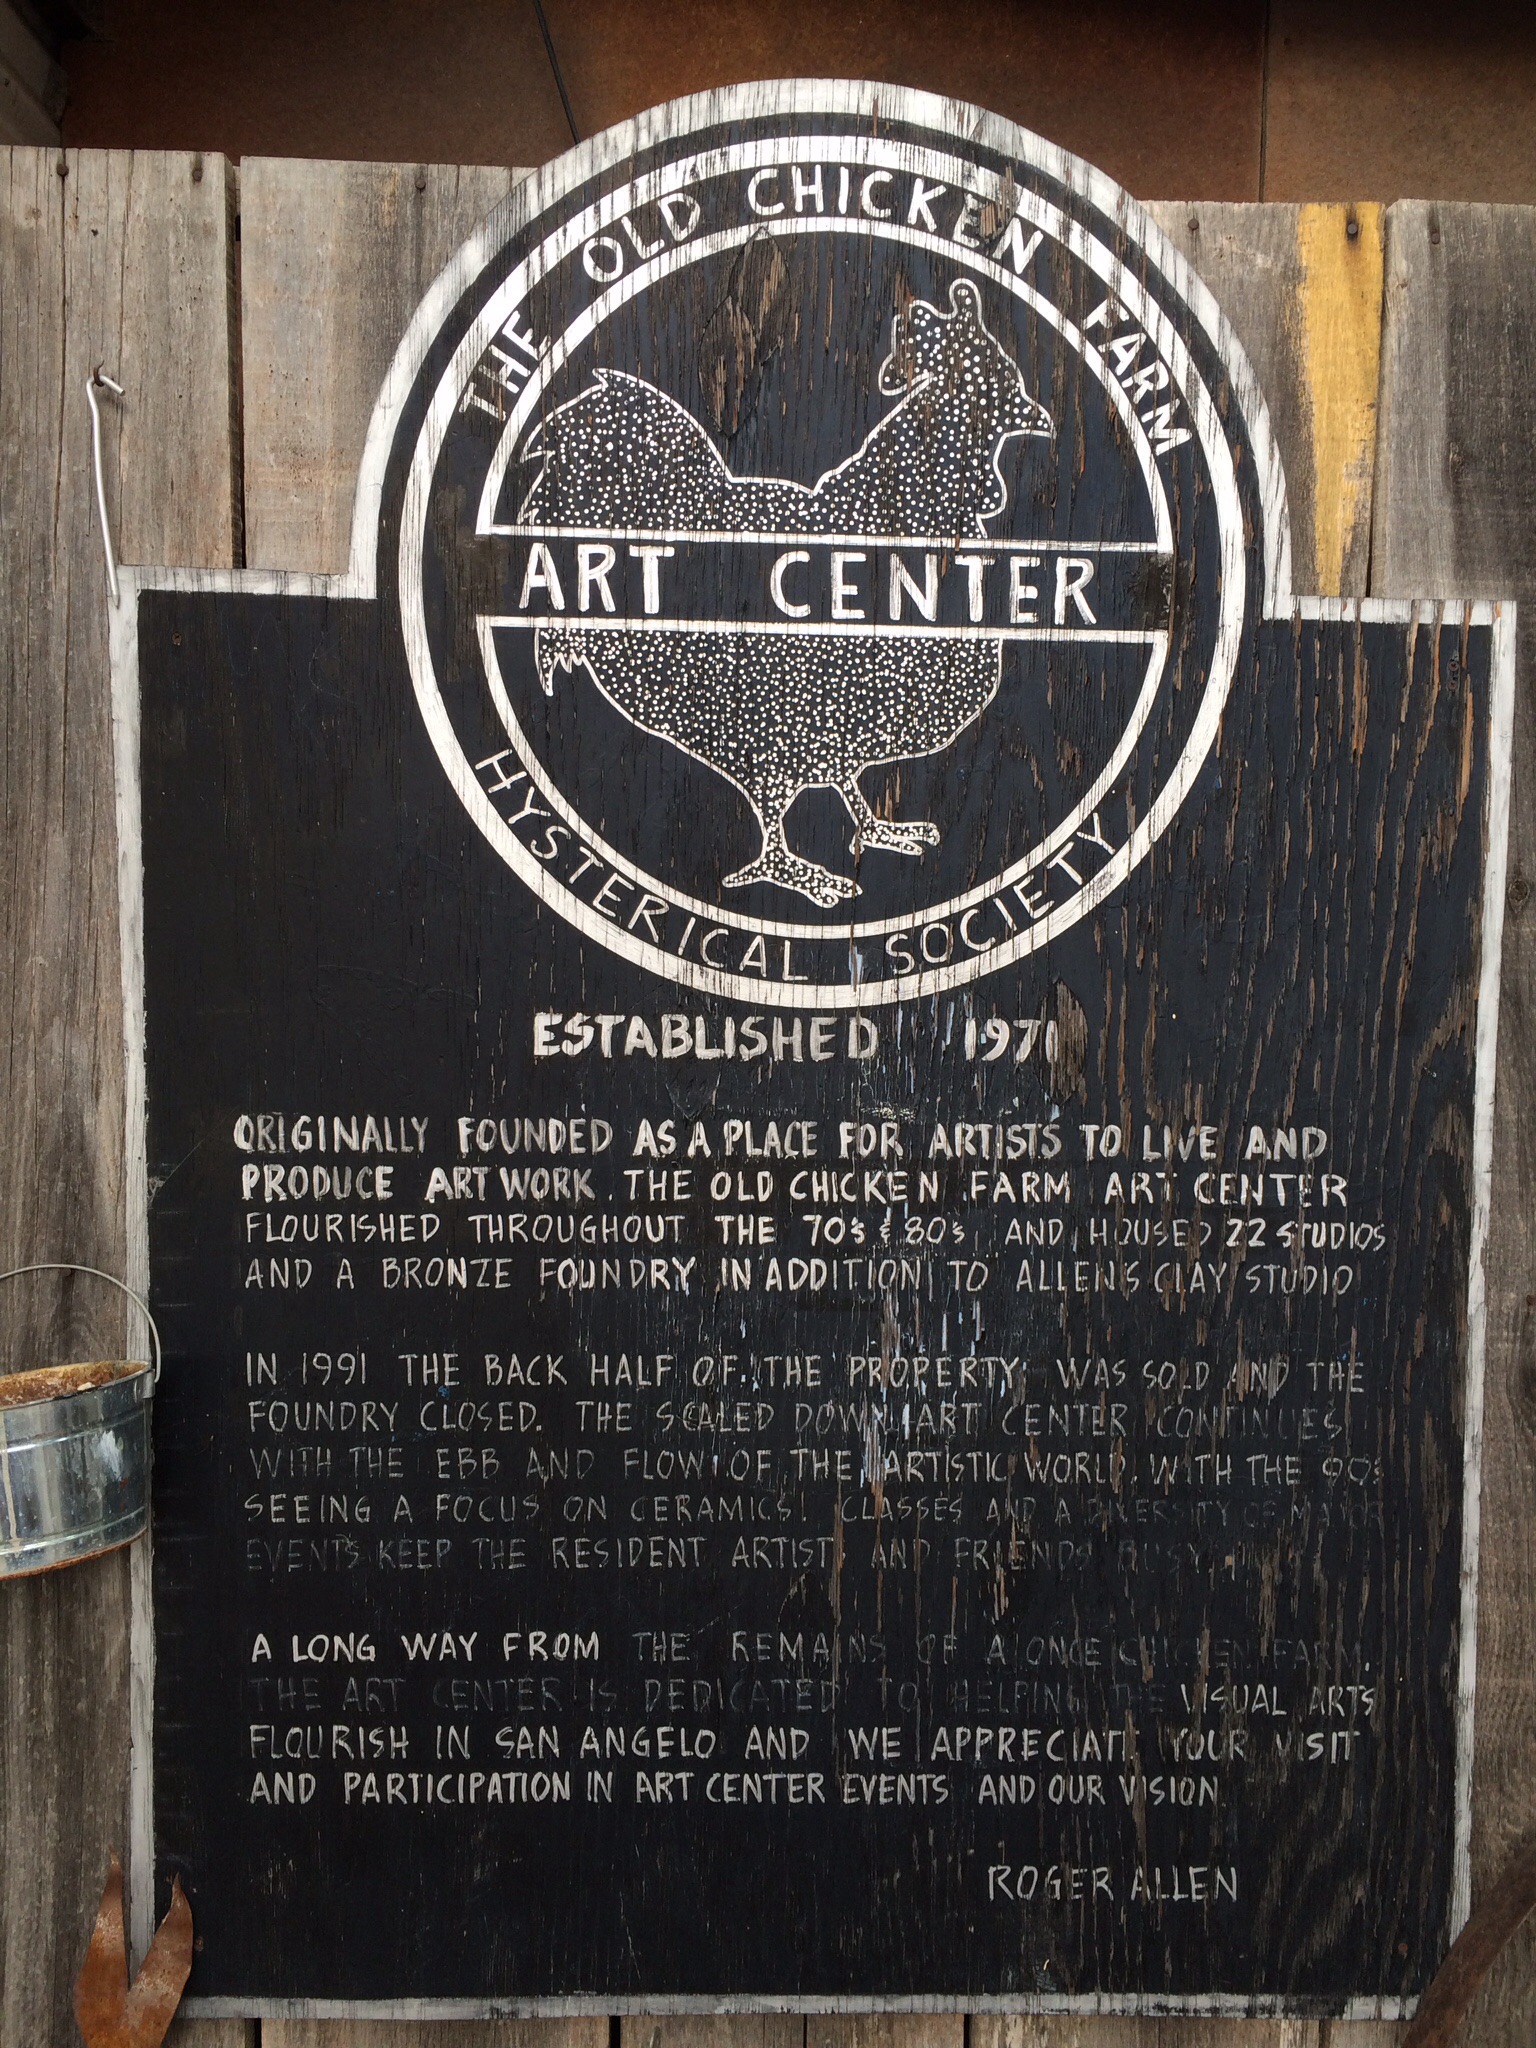 THE OLD CHICKEN FARM
ART CENTER
HYSTERICAL SOCIETY
ESTABLISHED 1971
ORIGINALLY FOUNDED AS A PLACE FOR ARTISTS TO LIVE AND
PRODUCE ART WORK. THE OLD CHICKEN FARM ART CENTER
FLOURISHED THROUGHOUT THE 70's & 80's AND HOUSED 22 STUDIOS
AND A BRONZE FOUNDRY IN ADDITION TO ALLENS CLAY STUDIO
IN 1991 THE BACK HALF OF THE PROPERTY WAS SOLD AND THE
FOUNDRY CLOSED. THE SCALED DOWN ART CENTER CONTINUES
WITH THE EBB AND FLOW OF THE ARTISTIC WORLD. WITH THE 90s
SEEING A FOCUS ON CERAMICS! CLASSES AND A DIVERSITY OF MAJOR
EVENTS KEEP THE RESIDENT ARTISTS AND FRIENDS BUSY
A LONG WAY FROM THE REMAINS OF A ONCE CHICKEN FARM.
THE ART CENTER IS DEDICATED TO HELPING THE VISUAL ARTS
FLOURISH IN SAN ANGELO AND WE APPRECIATE YOUR VISIT
AND PARTICIPATION IN ART CENTER EVENTS AND OUR VISION
ROGER ALLEN